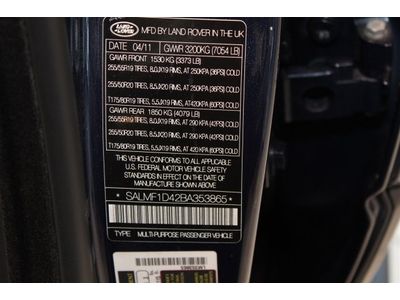 LAND ROVER
MFD BY LAND ROVER IN THE UK
DATE 04/11 GVWR 3200KG (7054 LB)
GAWR FRONT 1530 KG (3373 LB)
255/55R19 TIRES, 8.0JX19 RIMS, AT 250KPA (36PSI) COLD
255/50R20 TIRES, 8.5JX20 RIMS, AT 250KPA (36PSI) COLD
T175/80R19 TIRES, 5.5JX19 RIMS, AT 420KPA (60PSI) COLD
GAWR REAR 1850 KG (4079 LB)
255/55R19 TIRES, 8.0JX19 RIMS, AT 290 KPA (42PSI) COLD
255/50R20 TIRES, 8.5JX20 RIMS, AT 290 KPA (42PSI) COLD
T175/80R19 TIRES, 5.5JX19 RIMS, AT 420 KPA (60PSI) COLD
THIS VEHICLE CONFORMS TO ALL APPLICABLE
U.S. FEDERAL MOTOR VEHICLE SAFETY
STANDARDS IN EFFECT ON THE DATE OF
MANUFACTURE SHOWN ABOVE
* SALMF1D42BA353865 *
TYPE MULTI-PURPOSE PASSENGER VEHICLE